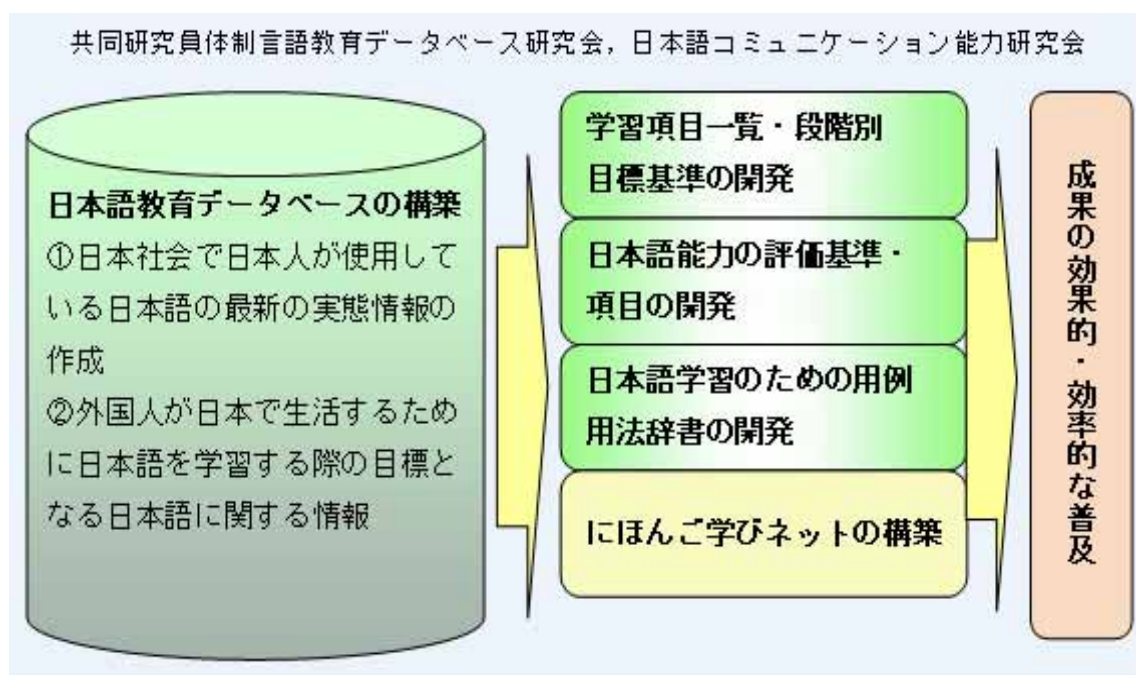 共同研究員体制言語教育データベース研究会，日本語コミュニケーション能力研究会
日本語教育データベースの構築
①日本社会で日本人が使用して
いる日本語の最新の実態情報の
作成
②外国人が日本で生活するため
に日本語を学習する際の目標と
なる日本語に関する情報
学習項目一覧・段階別
目標基準の開発
日本語能力の評価基準・
項目の開発
日本語学習のための用例
用法辞書の開発
にほんご学びネットの構築
成果の効果的・効率的な普及